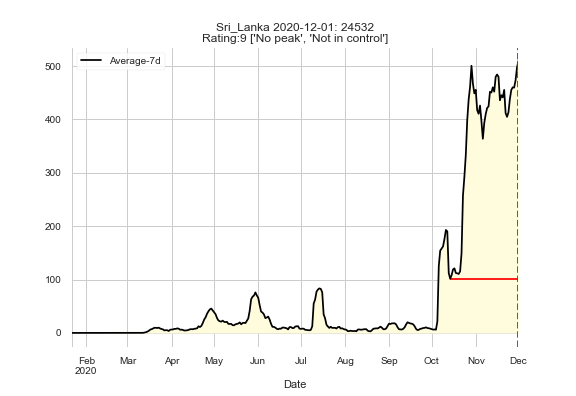 Sri_Lanka 2020-12-01: 24532
Rating:9 ['No peak', 'Not in control']
Average-7d
500
400
300
200
100
0
Feb Mar Apr May Jun Jul Aug Sep Oct Nov Dec
2020
Date